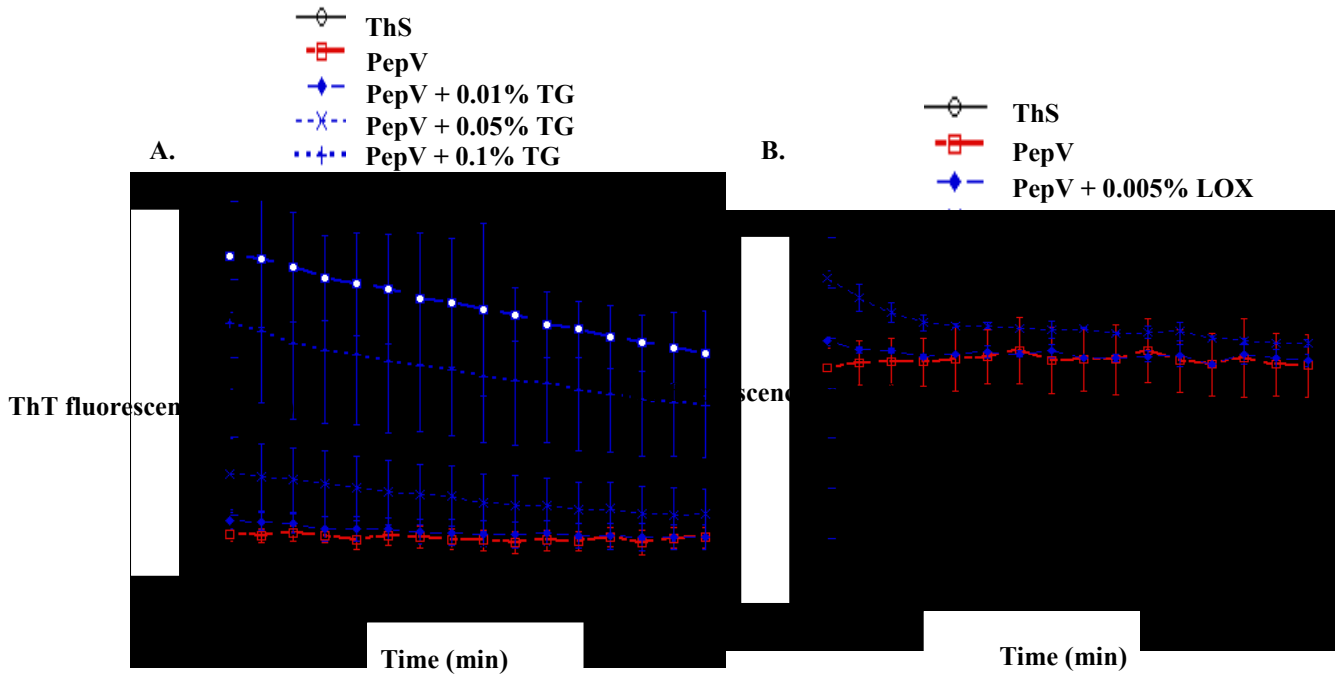 ThS
PepV
PepV + 0.01% TG
PepV + 0.05% TG
PepV + 0.1% TG
A.
ThS
PepV
PepV + 0.005% LOX
B.
ThT fluorescen
scenc
Time (min)
Time (min)